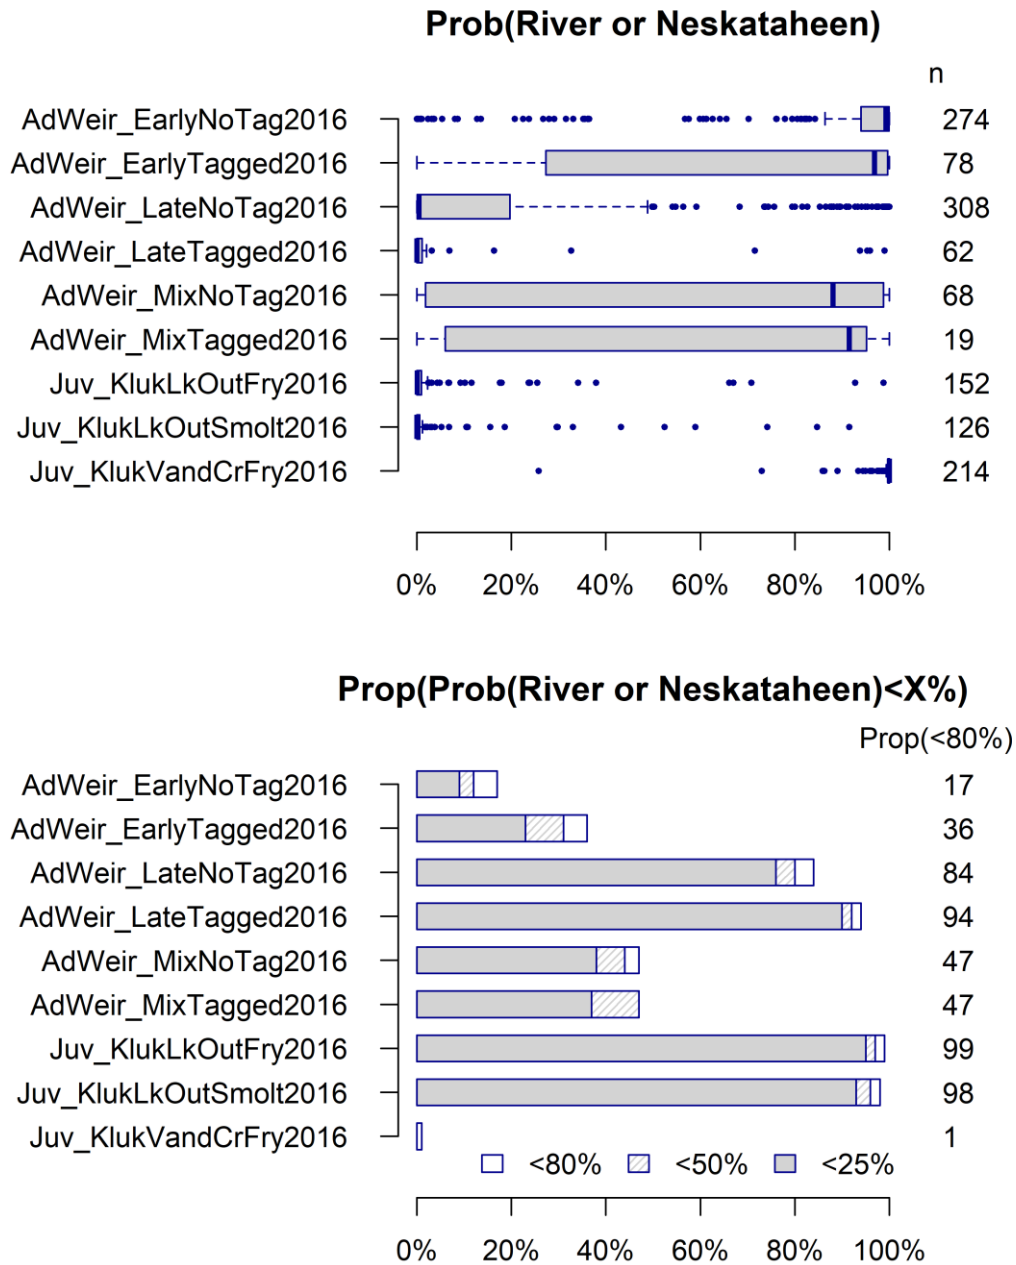 Prob(River or Neskataheen)
n
AdWeir_EarlyNoTag2016 274
AdWeir_EarlyTagged2016 78
AdWeir_LateNoTag2016 308
AdWeir_LateTagged2016 62
AdWeir_MixNoTag2016 68
AdWeir_MixTagged2016 19
Juv_KlukLkOutFry2016 152
Juv_KlukLkOutSmolt2016 126
Juv_KlukVandCrFry2016 214
0% 20% 40% 60% 80% 100%
Prop(Prob(River or Neskataheen)<X%)
Prop(<80%)
AdWeir_EarlyNoTag2016 17
AdWeir_EarlyTagged2016 36
AdWeir_LateNoTag2016 84
AdWeir_LateTagged2016 94
AdWeir_MixNoTag2016 47
AdWeir_MixTagged2016 47
Juv_KlukLkOutFry2016 99
Juv_KlukLkOutSmolt2016 98
Juv_KlukVandCrFry2016 1
<80% <50% <25%
0% 20% 40% 60% 80% 100%